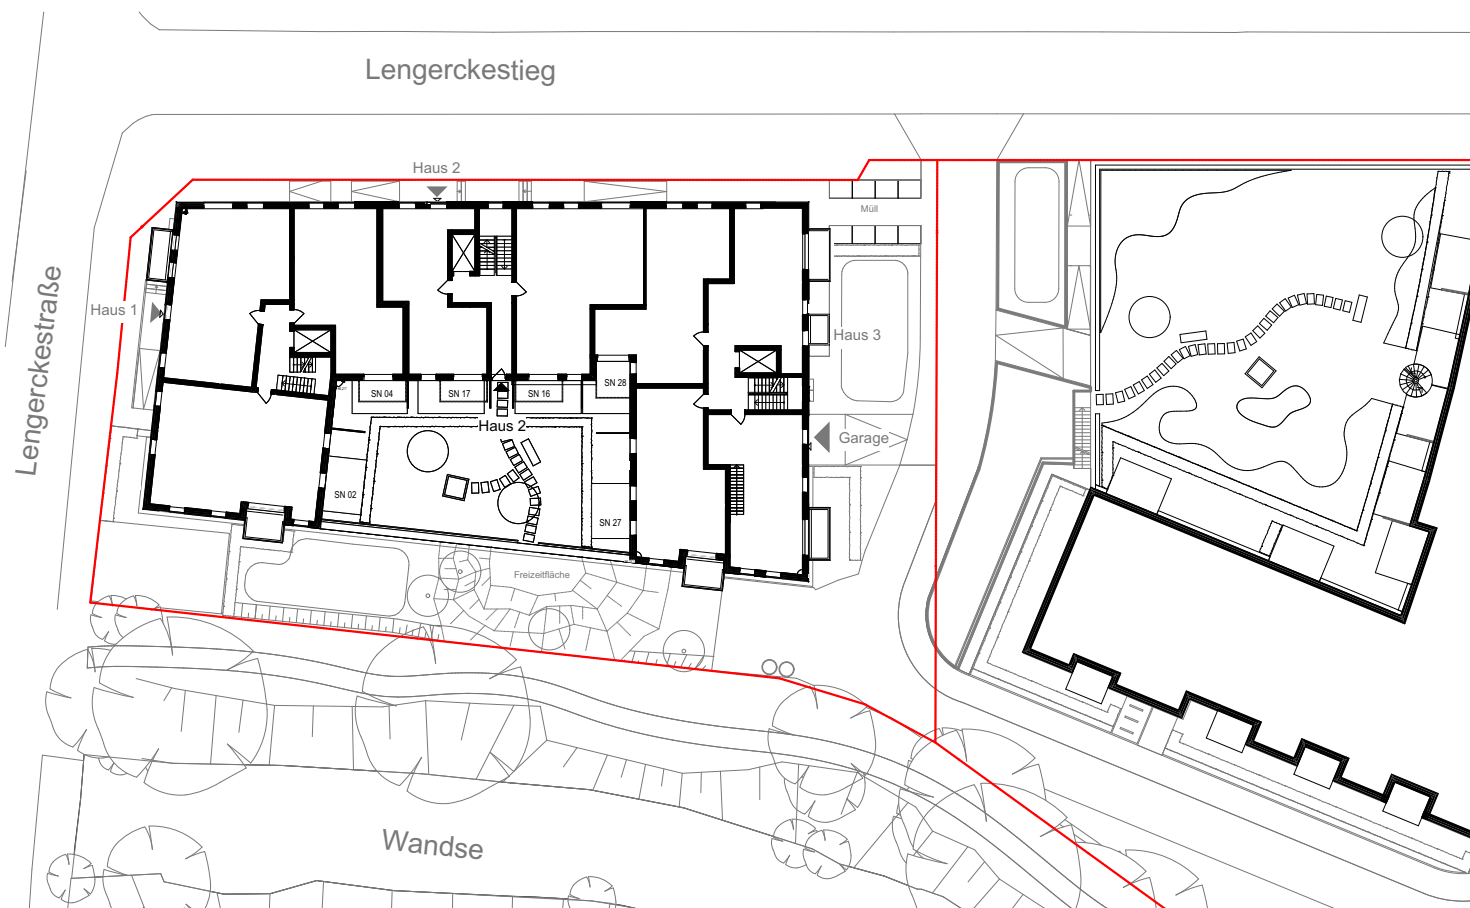 Lengerckestieg
Haus 2
Müll
Lengerckestraße
Haus 1
Haus 3
SN 04
SN 17
SN 16
SN 28
Haus 2
Garage
SN 02
SN 27
Freizeitfläche
Wandse